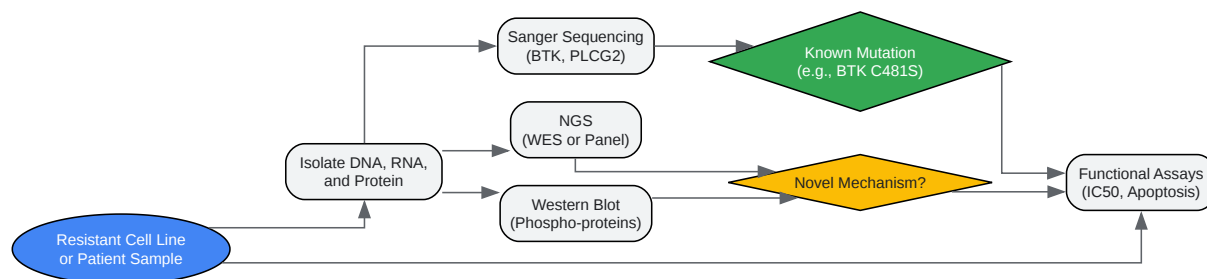 Sanger Sequencing
(BTK, PLCG2)
Known Mutation
(e.g., BTK C481S)
NGS
(WES or Panel)
Isolate DNA, RNA,
and Protein
Novel Mechanism?
Functional Assays
(IC50, Apoptosis)
Western Blot
(Phospho-proteins)
Resistant Cell Line
or Patient Sample